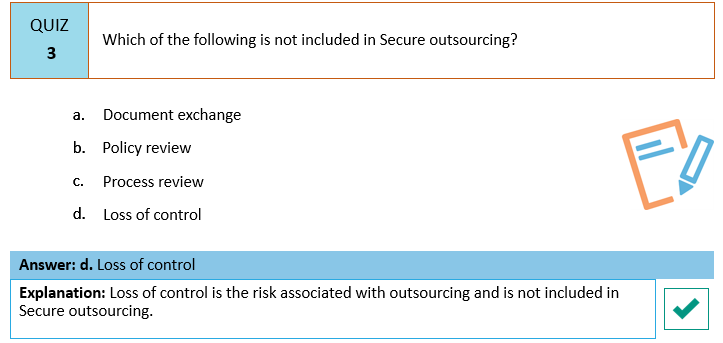 QUIZ
3
Which of the following is not included in Secure outsourcing?
a. Document exchange
b. Policy review
c. Process review
d. Loss of control
Answer: d. Loss of control
Explanation: Loss of control is the risk associated with outsourcing and is not included in
Secure outsourcing.